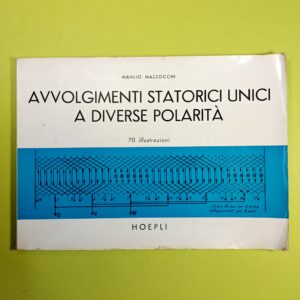 MANLIO MAZZOCCHI
AVVOLGIMENTI STATORICI UNICI
A DIVERSE POLARITÀ
70 illustrazioni
U V W
HOEPLI